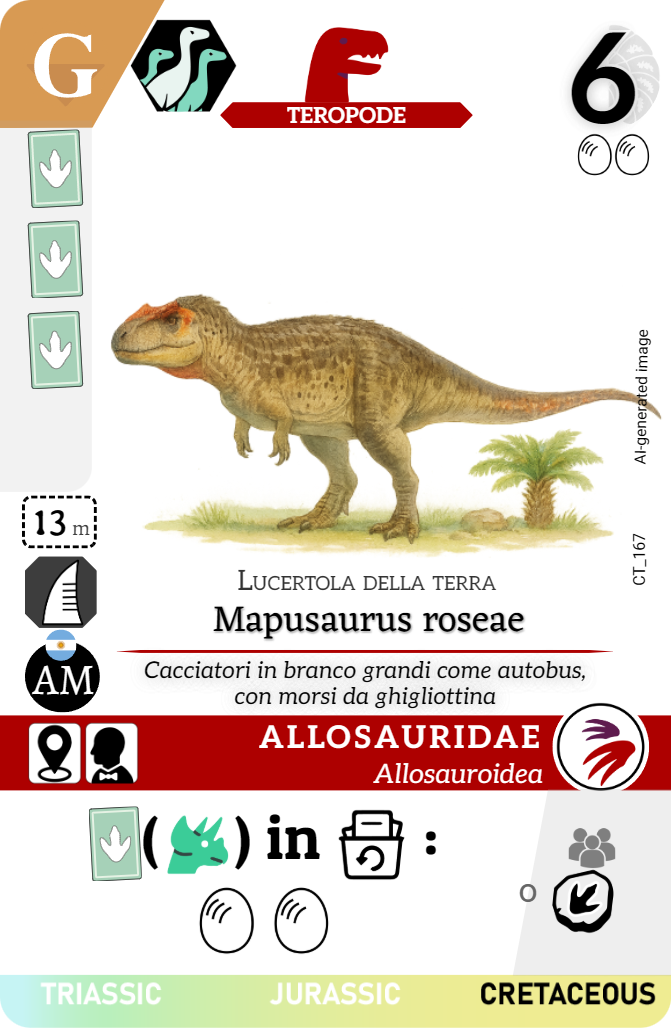 G
TEROPODE
6
AI-generated image
13 m
CT_167
LUCERTOLA DELLA TERRA
Mapusaurus roseae
AM
Cacciatori in branco grandi come autobus,
con morsi da ghigliottina
ALLOSAURIDAE
Allosauroidea
( ) in :
O
TRIASSIC JURASSIC CRETACEOUS